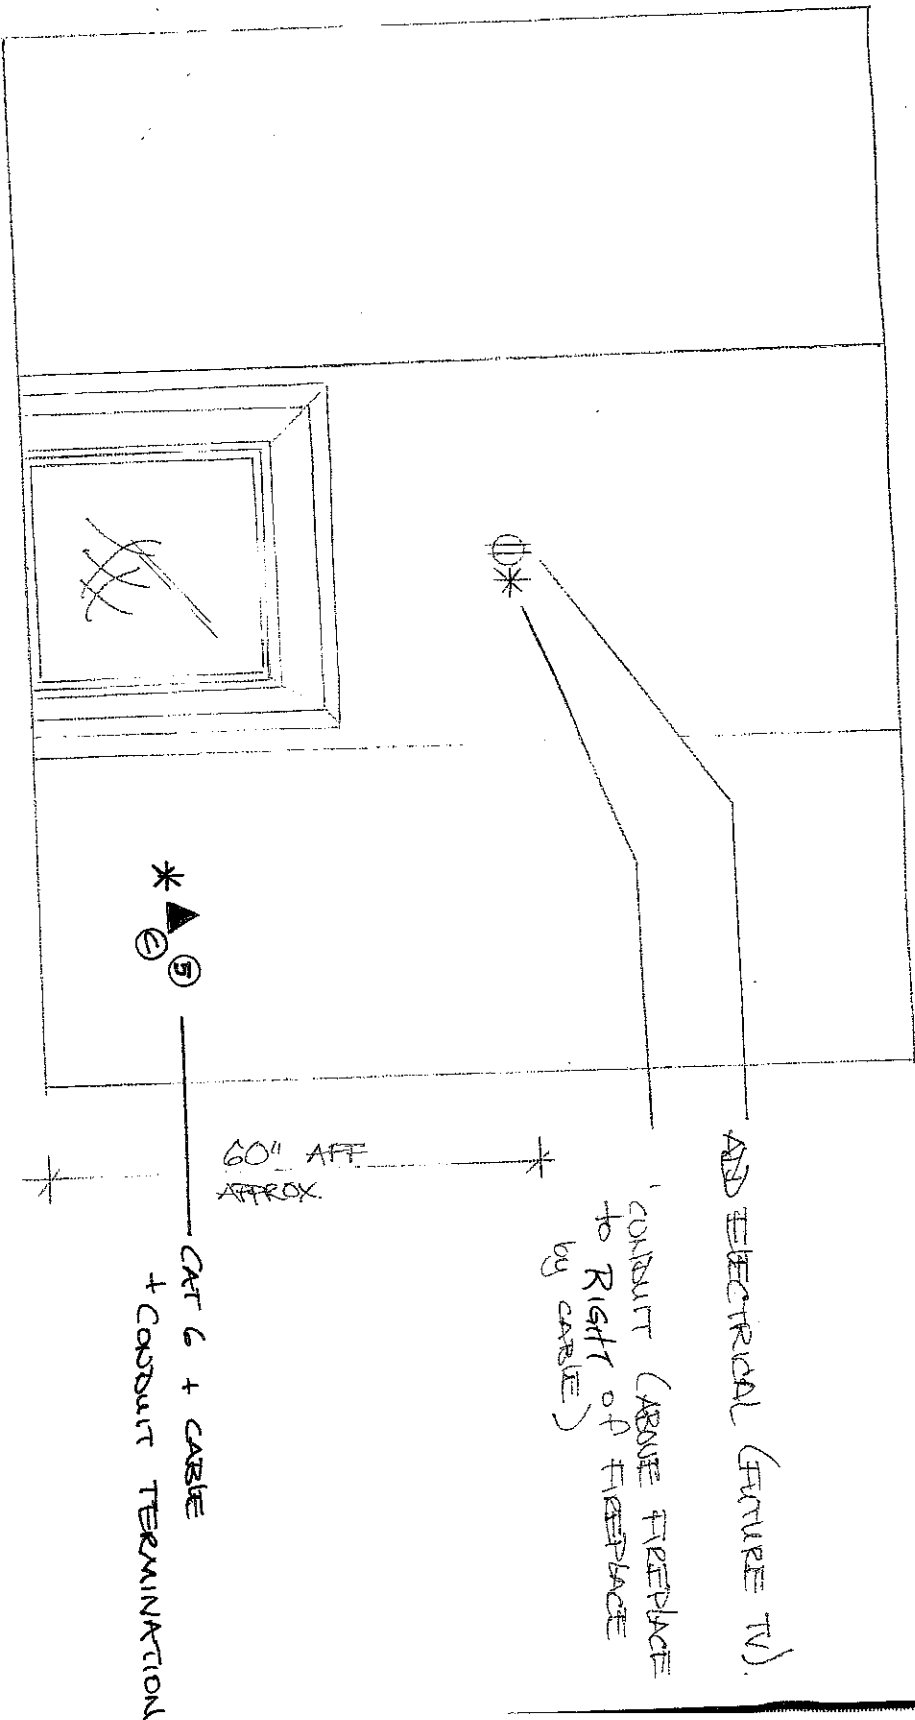 ADD ELECTRICAL (FUTURE TV).
CONDUIT (ABOVE FIREPLACE
to RIGHT of FIREPLACE
by CABLE)
60" AFF
APPROX.
CAT 6 + CABLE
+ CONDUIT TERMINATION